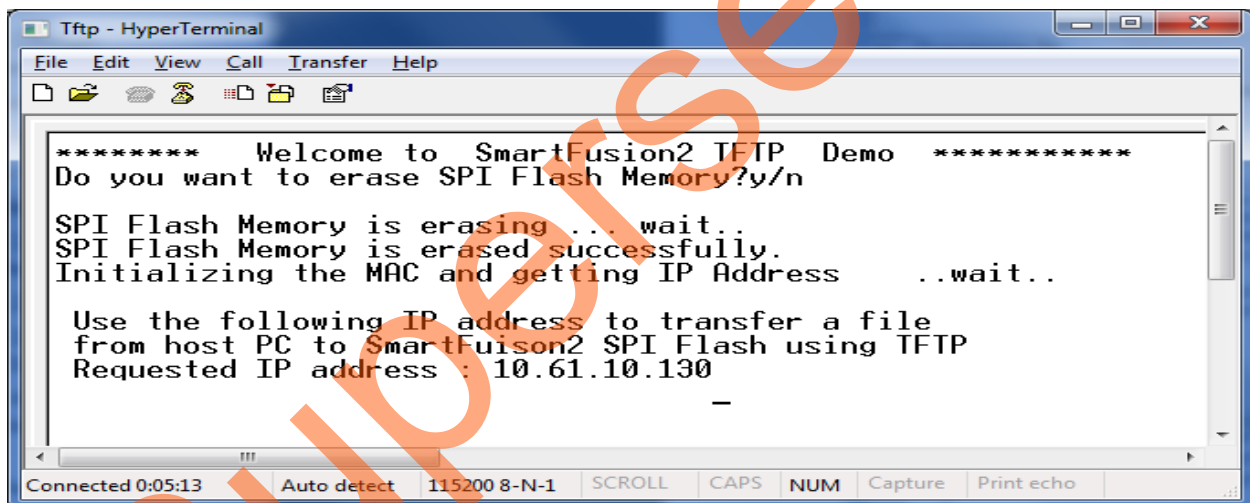 Tftp - HyperTerminal
File Edit View Call Transfer Help
******** Welcome to SmartFusion2 TFTP Demo ***********
Do you want to erase SPI Flash Memory?y/n
SPI Flash Memory is erasing ... wait..
SPI Flash Memory is erased successfully.
Initializing the MAC and getting IP Address ..wait..
Use the following IP address to transfer a file
from host PC to SmartFuison2 SPI Flash using TFTP
Requested IP address : 10.61.10.130
_
Connected 0:05:13 Auto detect 115200 8-N-1 SCROLL CAPS NUM Capture Print echo
uperse